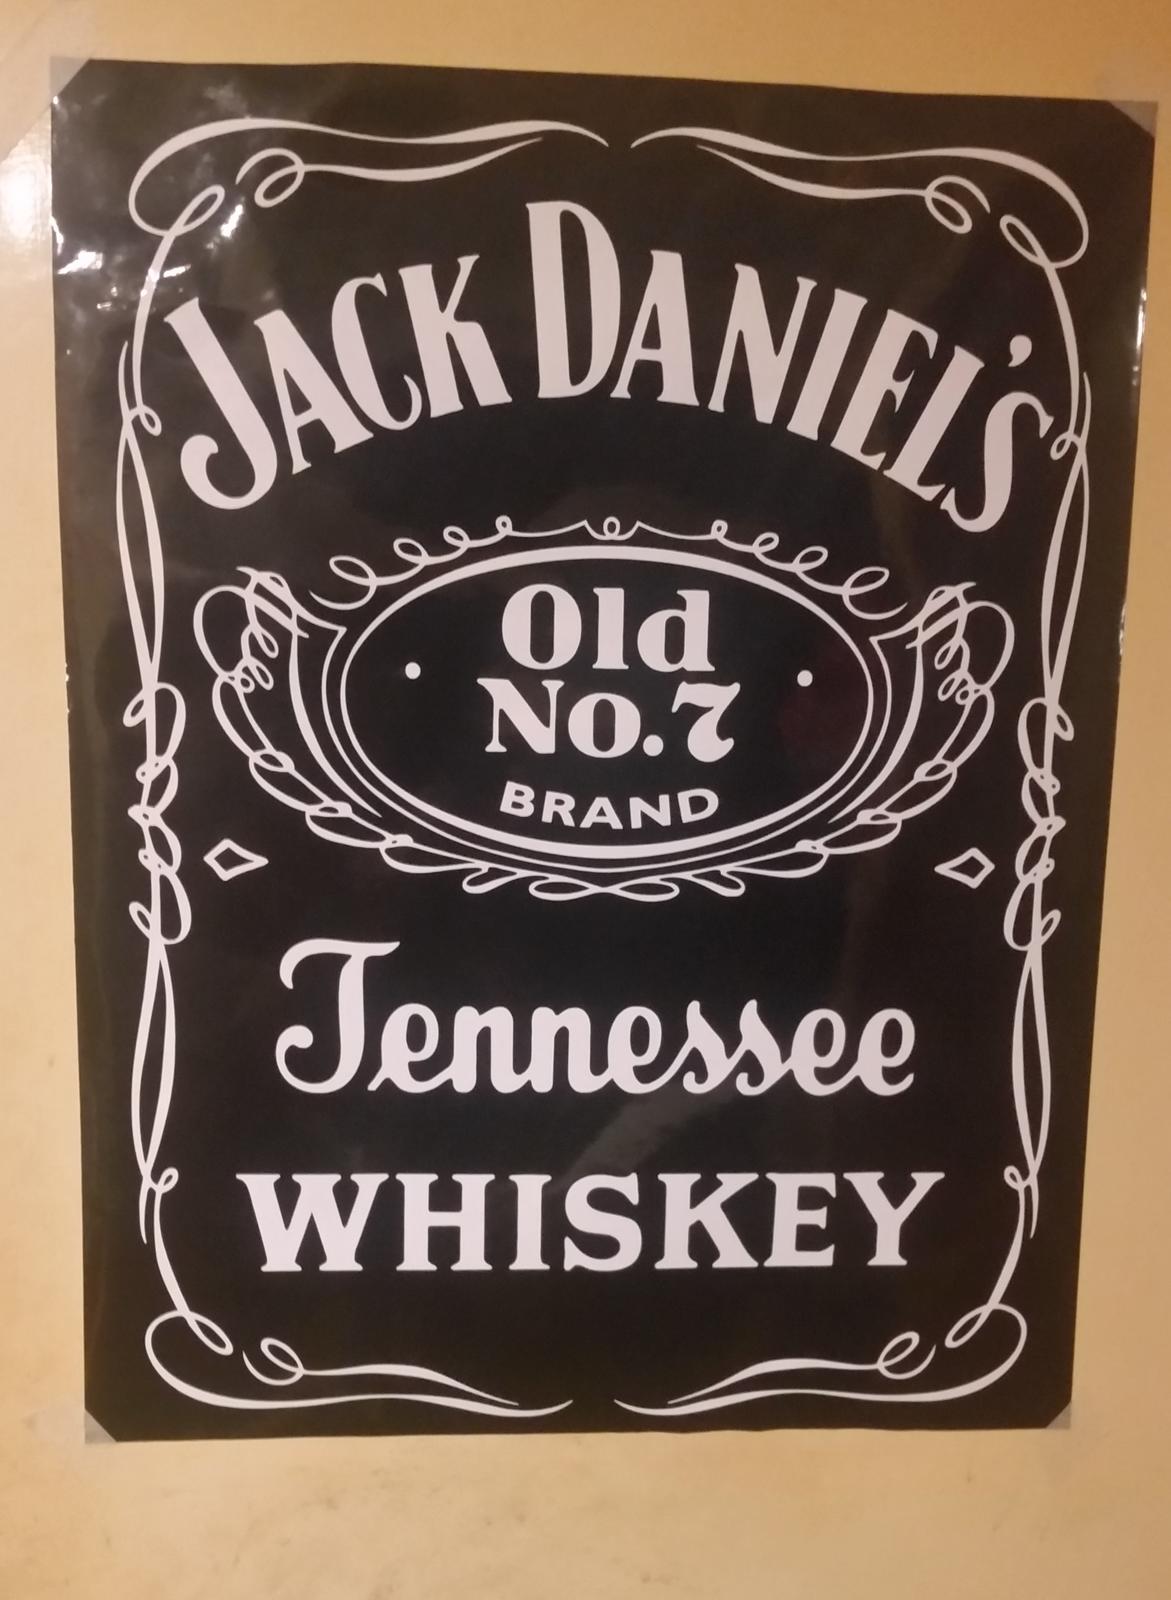 JACK DANIEL'S
Old
No. 7
BRAND
Tennessee
WHISKEY